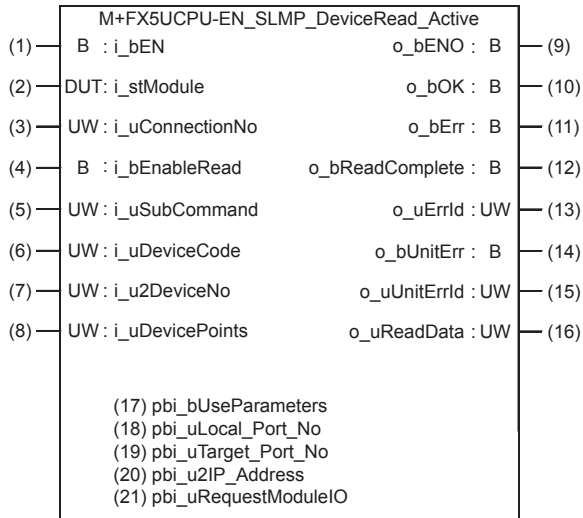 M+FX5UCPU-EN_SLMP_DeviceRead_Active
(1) B : i_bEN o_bENO : B (9)
(2) DUT: i_stModule o_bOK : B (10)
(3) UW : i_uConnectionNo o_bErr : B (11)
(4) B : i_bEnableRead o_bReadComplete : B (12)
(5) UW : i_uSubCommand o_uErrId : UW (13)
(6) UW : i_uDeviceCode o_bUnitErr : B (14)
(7) UW : i_u2DeviceNo o_uUnitErrId : UW (15)
(8) UW : i_uDevicePoints o_uReadData : UW (16)
(17) pbi_bUseParameters
(18) pbi_uLocal_Port_No
(19) pbi_uTarget_Port_No
(20) pbi_u2IP_Address
(21) pbi_uRequestModuleIO